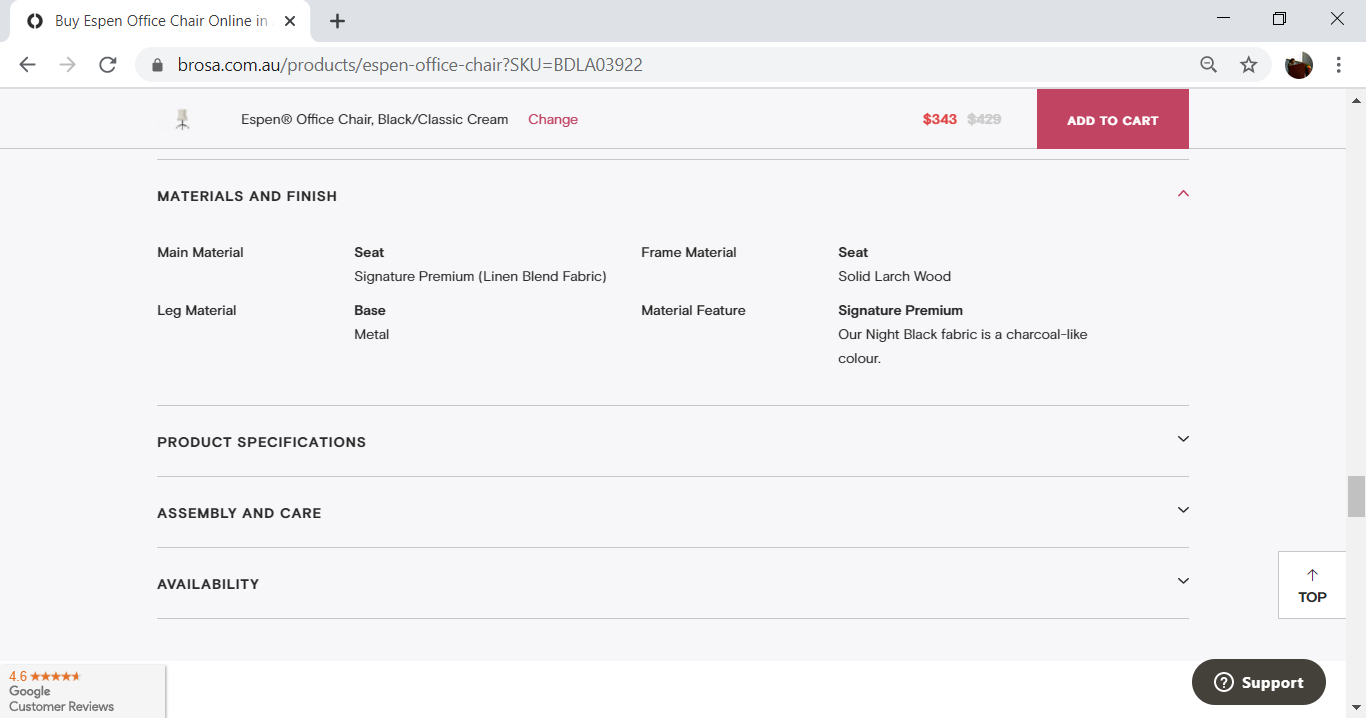 Buy Espen Office Chair Online in
brosa.com.au/products/espen-office-chair?SKU=BDLA03922
Espen® Office Chair, Black/Classic Cream Change $343 $429 ADD TO CART
MATERIALS AND FINISH
Main Material Seat Frame Material Seat
Signature Premium (Linen Blend Fabric) Solid Larch Wood
Leg Material Base Material Feature Signature Premium
Metal Our Night Black fabric is a charcoal-like
colour.
PRODUCT SPECIFICATIONS
ASSEMBLY AND CARE
AVAILABILITY
TOP
4.6
Google
Customer Reviews
Support